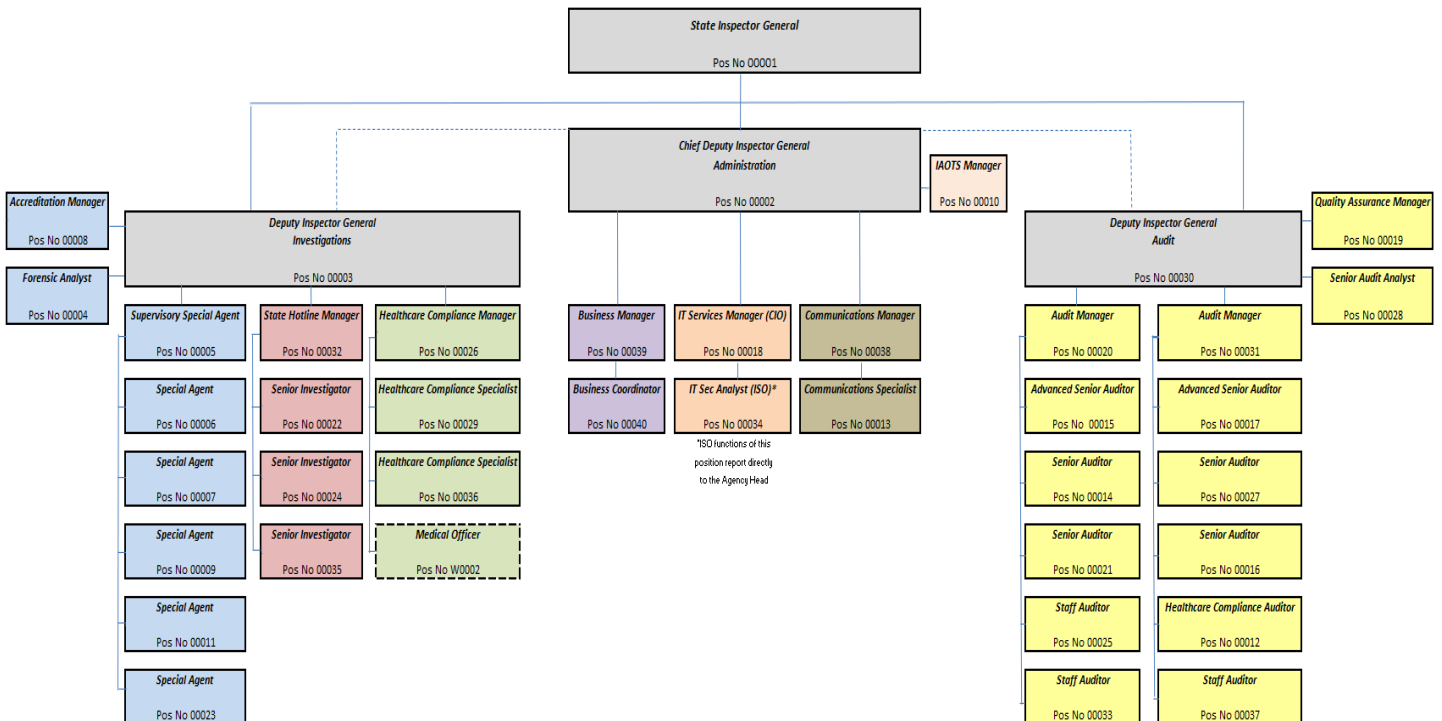 State Inspector General
Pos No 00001
Chief Deputy Inspector General
Administration
Pos No 00002
IAOTS Manager
Pos No 00010
Accreditation Manager
Pos No 00008
Forensic Analyst
Pos No 00004
Deputy Inspector General
Investigations
Pos No 00003
Deputy Inspector General
Audit
Pos No 00030
Quality Assurance Manager
Pos No 00019
Senior Audit Analyst
Pos No 00028
Supervisory Special Agent
Pos No 00005
Special Agent
Pos No 00006
Special Agent
Pos No 00007
Special Agent
Pos No 00009
Special Agent
Pos No 00011
Special Agent
Pos No 00023
State Hotline Manager
Pos No 00032
Senior Investigator
Pos No 00022
Senior Investigator
Pos No 00024
Senior Investigator
Pos No 00035
Healthcare Compliance Manager
Pos No 00026
Healthcare Compliance Specialist
Pos No 00029
Healthcare Compliance Specialist
Pos No 00036
Medical Officer
Pos No W0002
Business Manager
Pos No 00039
Business Coordinator
Pos No 00040
IT Services Manager (CIO)
Pos No 00018
IT Sec Analyst (ISO)*
Pos No 00034
*ISO functions of this
position report directly
to the Agency Head
Communications Manager
Pos No 00038
Communications Specialist
Pos No 00013
Audit Manager
Pos No 00020
Advanced Senior Auditor
Pos No 00015
Senior Auditor
Pos No 00014
Senior Auditor
Pos No 00021
Staff Auditor
Pos No 00025
Staff Auditor
Pos No 00033
Audit Manager
Pos No 00031
Advanced Senior Auditor
Pos No 00017
Senior Auditor
Pos No 00027
Senior Auditor
Pos No 00016
Healthcare Compliance Auditor
Pos No 00012
Staff Auditor
Pos No 00037